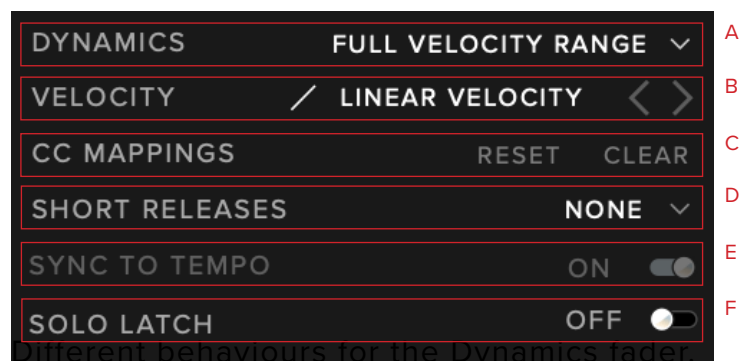 DYNAMICS FULL VELOCITY RANGE A
VELOCITY LINEAR VELOCITY B
CC MAPPINGS RESET CLEAR C
SHORT RELEASES NONE D
SYNC TO TEMPO ON E
SOLO LATCH OFF F
Different behaviours for the Dynamics fader.